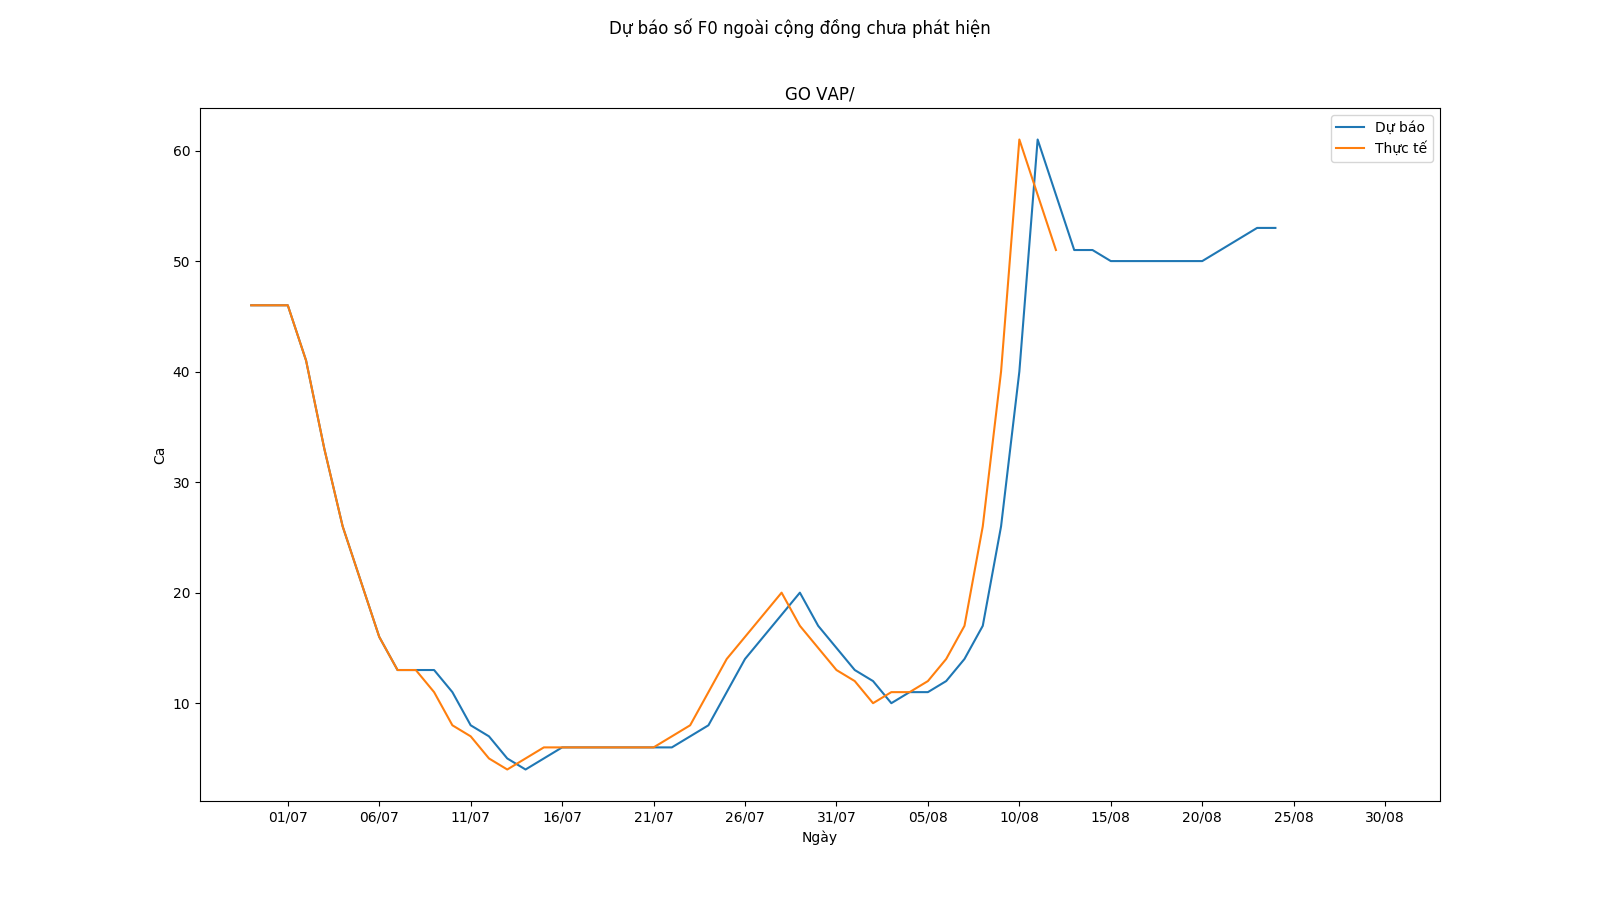 Dự báo số F0 ngoài cộng đồng chưa phát hiện
GO VAP/
Dự báo
Thực tế
60
50
40
30
20
10
Ca
01/07 06/07 11/07 16/07 21/07 26/07 31/07 05/08 10/08 15/08 20/08 25/08 30/08
Ngày